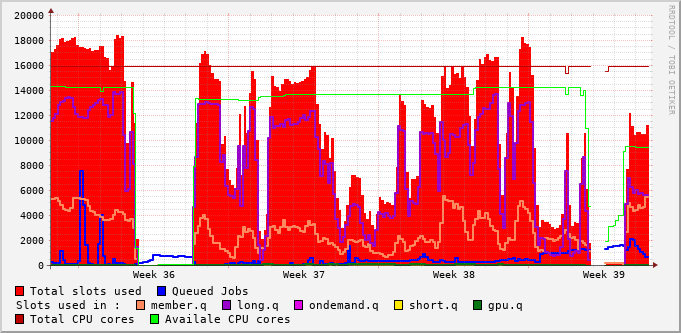 20000
18000
16000
14000
12000
10000
8000
6000
4000
2000
0
Week 36 Week 37 Week 38 Week 39
RRDTOOL / TOBI OETIKER
Total slots used Queued Jobs
Slots used in : member.q long.q ondemand.q short.q gpu.q
Total CPU cores Availale CPU cores